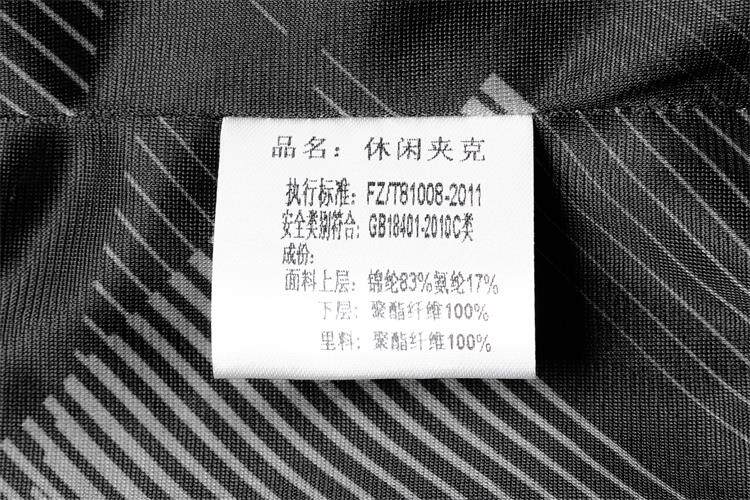 品名：休闲夹克
执行标准：FZ/T81008-2011
安全类别符合：GB18401-2010C类
成份：
面料上层：锦纶83%氨纶17%
下层：聚酯纤维100%
里料：聚酯纤维100%